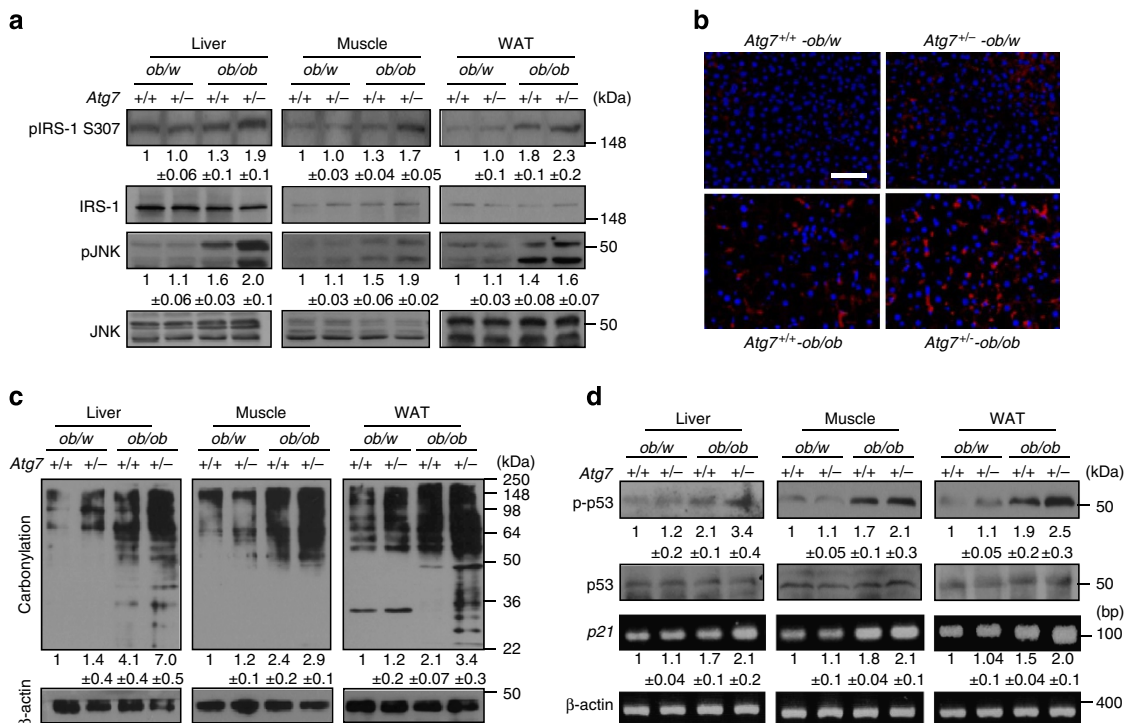 a
Liver Muscle WAT
ob/w ob/ob ob/w ob/ob ob/w ob/ob
Atg7 +/+ +/− +/+ +/− +/+ +/− +/+ +/− +/+ +/− +/+ +/− (kDa)
pIRS-1 S307
148
1 1.0 1.3 1.9 1 1.0 1.3 1.7 1 1.0 1.8 2.3
±0.06 ±0.1 ±0.1 ±0.03 ±0.04 ±0.05 ±0.1 ±0.1 ±0.2
IRS-1
148
pJNK 50
1 1.1 1.6 2.0 1 1.1 1.5 1.9 1 1.1 1.4 1.6
±0.06 ±0.03 ±0.1 ±0.03 ±0.06 ±0.02 ±0.03 ±0.08 ±0.07
JNK 50
b
Atg7+/+ -ob/w Atg7+/− -ob/w
Atg7+/+-ob/ob Atg7+/--ob/ob
c
Liver Muscle WAT
ob/w ob/ob ob/w ob/ob ob/w ob/ob
Atg7 +/+ +/− +/+ +/− +/+ +/− +/+ +/− +/+ +/− +/+ +/− (kDa)
250
148
98
64
50
36
22
Carbonylation
1 1.4 4.1 7.0 1 1.2 2.4 2.9 1 1.2 2.1 3.4
±0.4 ±0.4 ±0.5 ±0.1 ±0.2 ±0.1 ±0.2 ±0.07 ±0.3
β-actin 50
d
Liver Muscle WAT
ob/w ob/ob ob/w ob/ob ob/w ob/ob
Atg7 +/+ +/− +/+ +/− +/+ +/− +/+ +/− +/+ +/− +/+ +/− (kDa)
p-p53 50
1 1.2 2.1 3.4 1 1.1 1.7 2.1 1 1.1 1.9 2.5
±0.2 ±0.1 ±0.4 ±0.05 ±0.1 ±0.3 ±0.05 ±0.2 ±0.3
p53 50
(bp)
p21 100
1 1.1 1.7 2.1 1 1.1 1.8 2.1 1 1.04 1.5 2.0
±0.04 ±0.1 ±0.2 ±0.1 ±0.04 ±0.1 ±0.1 ±0.04 ±0.1
β-actin 400